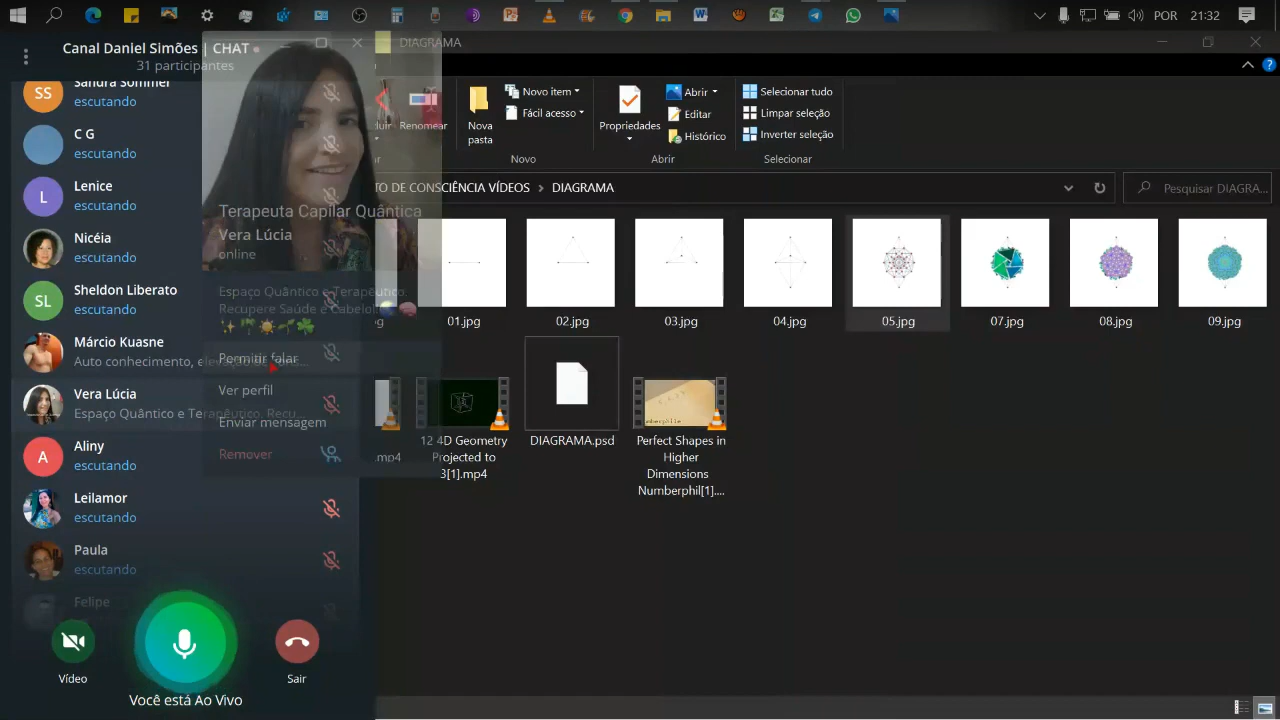 POR
21:32
Canal Daniel Simões | CHAT
31 participantes
SS
Sandra Sommer
escutando
C G
escutando
L
Lenice
escutando
Nicéia
escutando
SL
Sheldon Liberato
escutando
Márcio Kuasne
Auto conhecimento,
Vera Lúcia
Espaço Quântico e Terapêutico. Recu...
A
Aliny
escutando
Leilamor
escutando
Paula
escutando
Felipe
Vídeo
Sair
Você está Ao Vivo
Terapeuta Capilar Quântica
Vera Lúcia
online
Espaço Quântico e Terapêutico.
Recupere Saúde e Cabelo!
Permitir falar
Ver perfil
Enviar mensagem
Remover
DIAGRAMA
Renomear
Nova
pasta
Novo item
Fácil acesso
Novo
Propriedades
Abrir
Editar
Histórico
Abrir
Selecionar tudo
Limpar seleção
Inverter seleção
Selecionar
TO DE CONSCIÊNCIA VÍDEOS > DIAGRAMA
Pesquisar DIAGRA...
01.jpg
02.jpg
03.jpg
04.jpg
05.jpg
07.jpg
08.jpg
09.jpg
.mp4
12 4D Geometry
Projected to
3[1].mp4
DIAGRAMA.psd
Perfect Shapes in
Higher
Dimensions
Numberphil[1]....